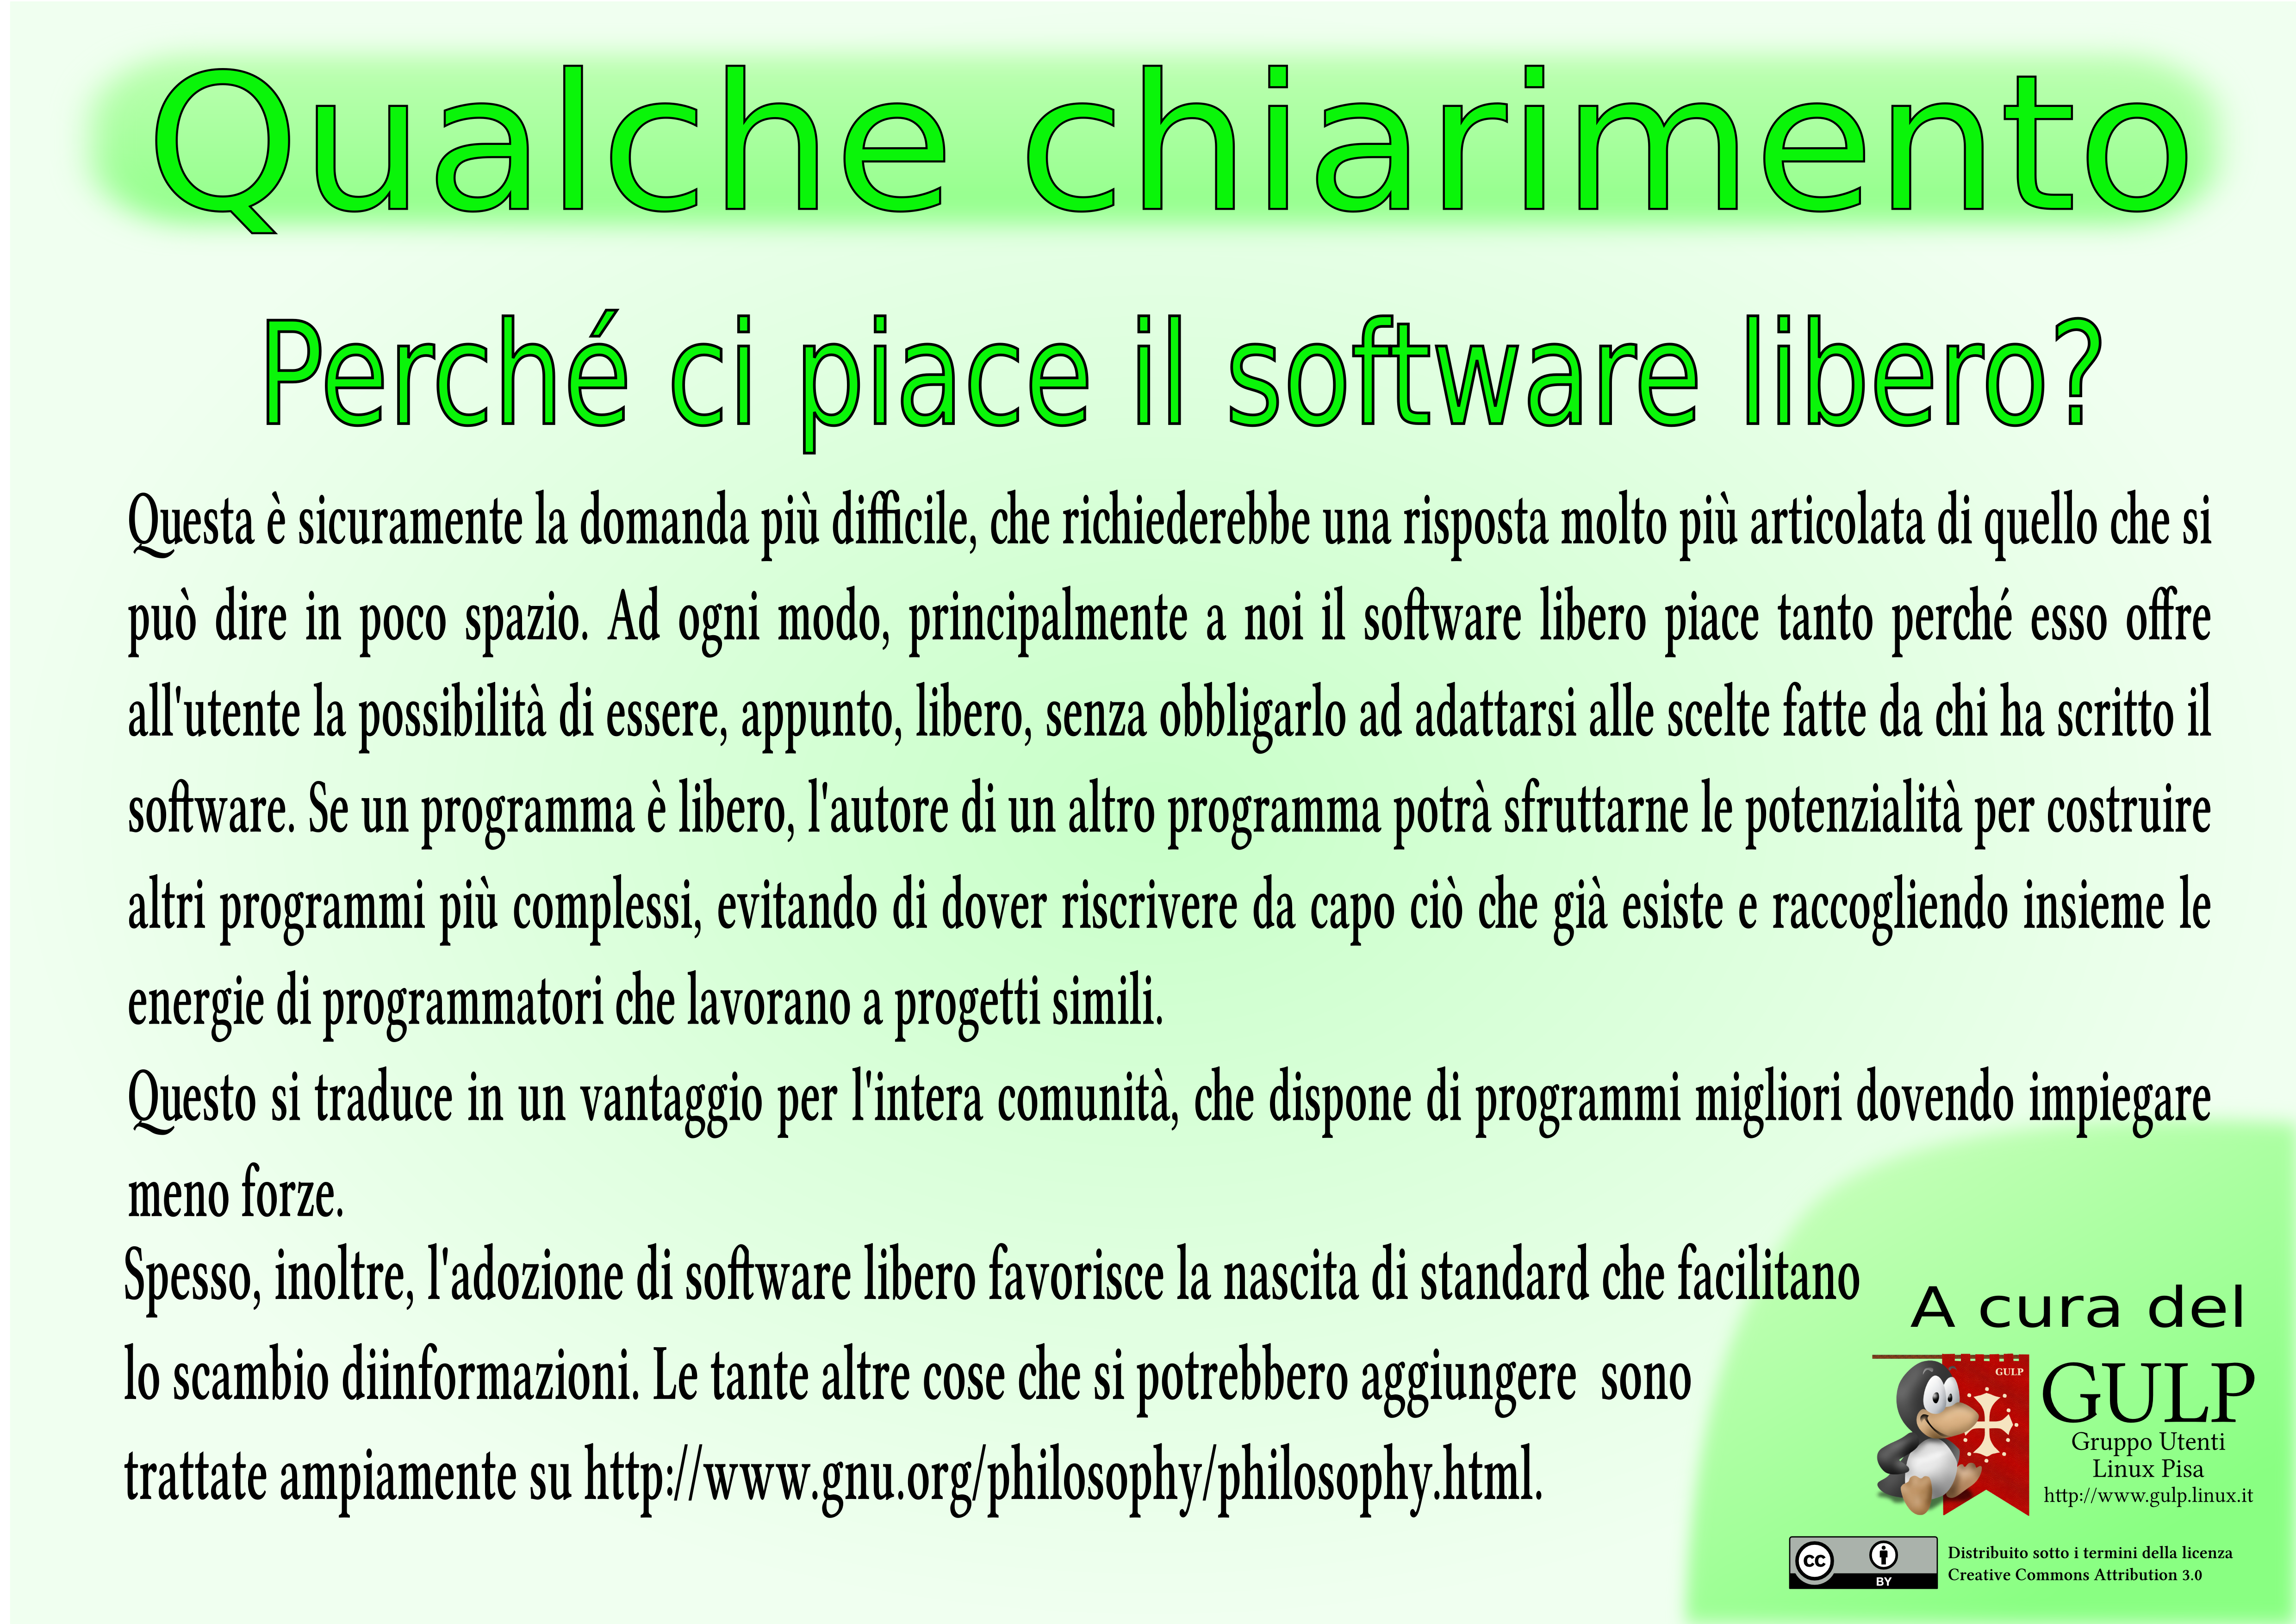 Qualche chiarimento
Perché ci piace il software libero?
Questa è sicuramente la domanda più difficile, che richiederebbe una risposta molto più articolata di quello che si
può dire in poco spazio. Ad ogni modo, principalmente a noi il software libero piace tanto perché esso offre
all'utente la possibilità di essere, appunto, libero, senza obbligarlo ad adattarsi alle scelte fatte da chi ha scritto il
software. Se un programma è libero, l'autore di un altro programma potrà sfruttarne le potenzialità per costruire
altri programmi più complessi, evitando di dover riscrivere da capo ciò che già esiste e raccogliendo insieme le
energie di programmatori che lavorano a progetti simili.
Questo si traduce in un vantaggio per l'intera comunità, che dispone di programmi migliori dovendo impiegare
meno forze.
Spesso, inoltre, l'adozione di software libero favorisce la nascita di standard che facilitano
lo scambio diinformazioni. Le tante altre cose che si potrebbero aggiungere  sono
trattate ampiamente su http://www.gnu.org/philosophy/philosophy.html.
A cura del
GULP
GULP
Gruppo Utenti
Linux Pisa
http://www.gulp.linux.it
cc
BY
Distribuito sotto i termini della licenza
Creative Commons Attribution 3.0